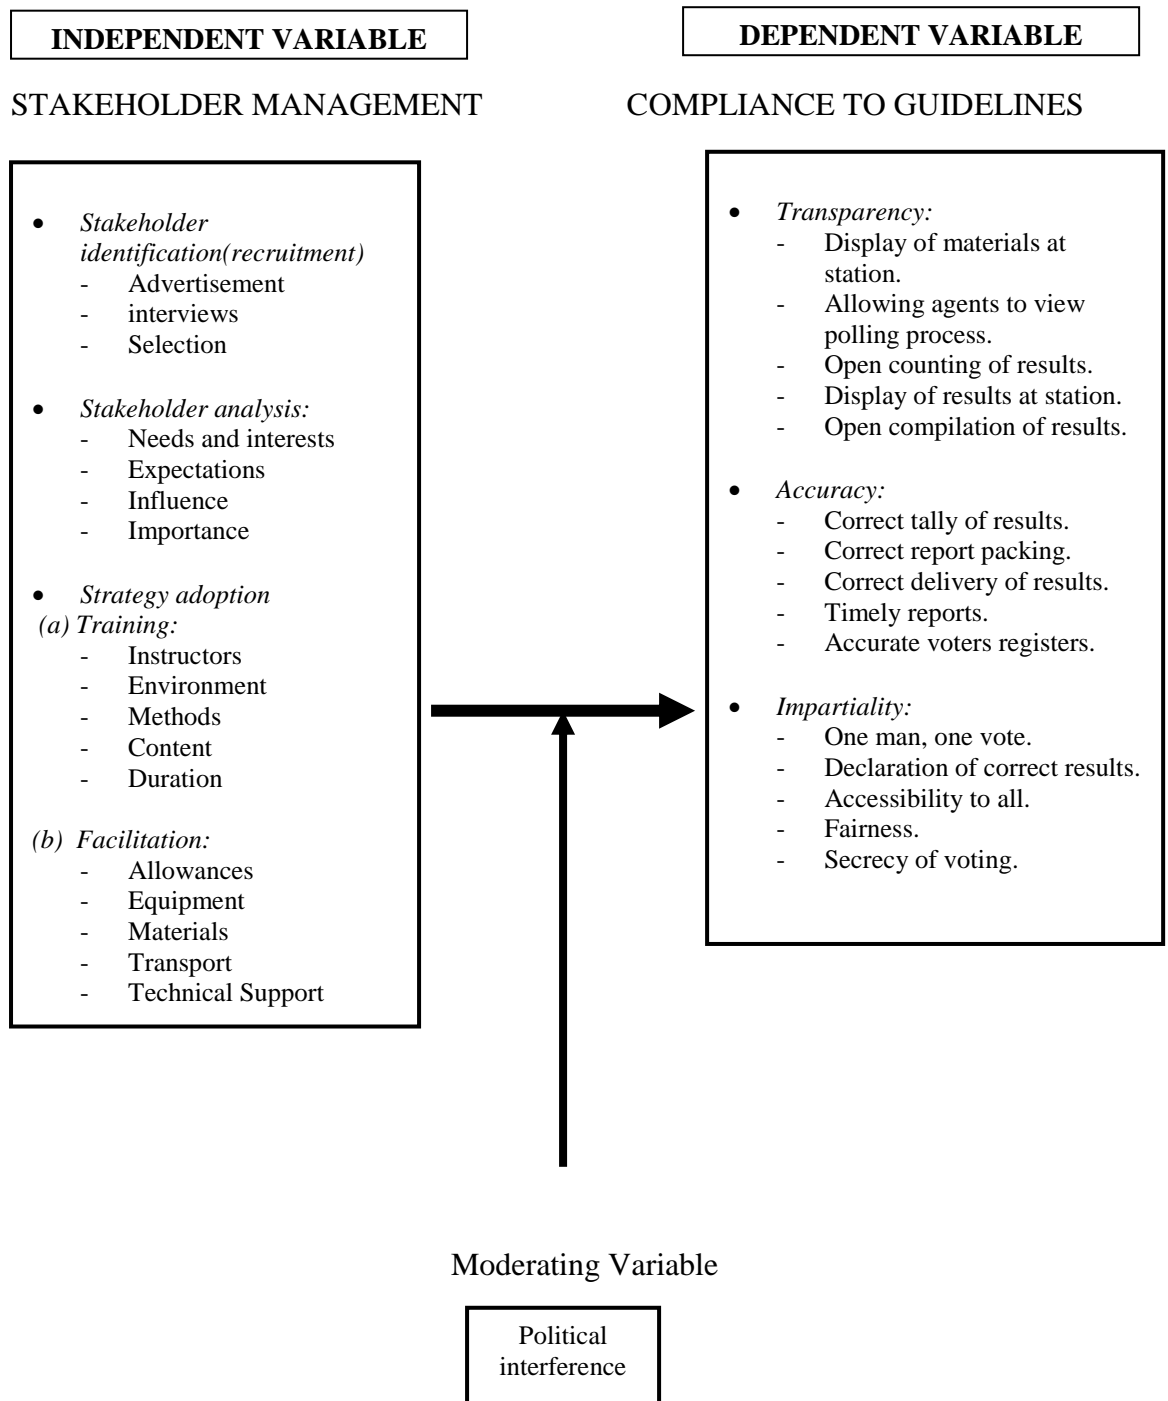 INDEPENDENT VARIABLE
DEPENDENT VARIABLE
STAKEHOLDER MANAGEMENT
COMPLIANCE TO GUIDELINES
• Stakeholder
identification(recruitment)
- Advertisement
- interviews
- Selection
• Stakeholder analysis:
- Needs and interests
- Expectations
- Influence
- Importance
• Strategy adoption
(a) Training:
- Instructors
- Environment
- Methods
- Content
- Duration
(b) Facilitation:
- Allowances
- Equipment
- Materials
- Transport
- Technical Support
• Transparency:
- Display of materials at
station.
- Allowing agents to view
polling process.
- Open counting of results.
- Display of results at station.
- Open compilation of results.
• Accuracy:
- Correct tally of results.
- Correct report packing.
- Correct delivery of results.
- Timely reports.
- Accurate voters registers.
• Impartiality:
- One man, one vote.
- Declaration of correct results.
- Accessibility to all.
- Fairness.
- Secrecy of voting.
Moderating Variable
Political
interference